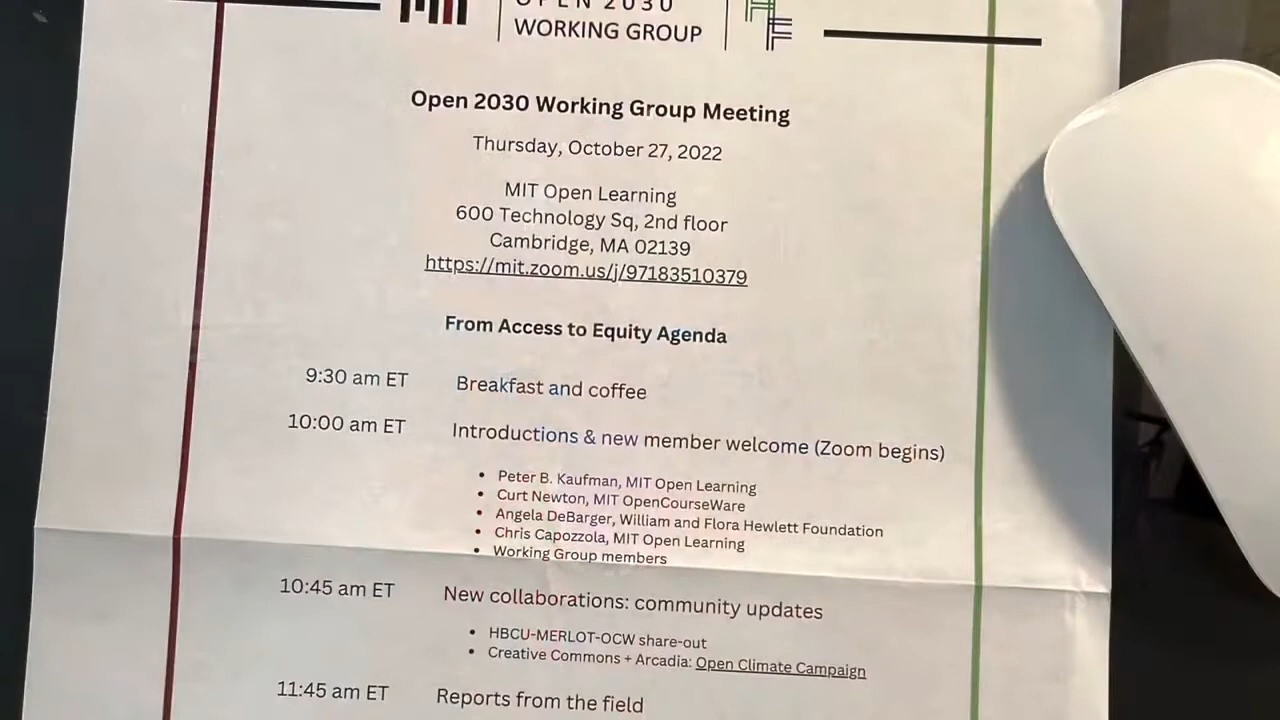 OPEN 2030
WORKING GROUP
Open 2030 Working Group Meeting
Thursday, October 27, 2022
MIT Open Learning
600 Technology Sq, 2nd floor
Cambridge, MA 02139
https://mit.zoom.us/j/97183510379
From Access to Equity Agenda
9:30 am ET Breakfast and coffee
10:00 am ET Introductions & new member welcome (Zoom begins)
• Peter B. Kaufman, MIT Open Learning
• Curt Newton, MIT OpenCourseWare
• Angela DeBarger, William and Flora Hewlett Foundation
• Chris Capozzola, MIT Open Learning
• Working Group members
10:45 am ET New collaborations: community updates
• HBCU-MERLOT-OCW share-out
• Creative Commons + Arcadia: Open Climate Campaign
11:45 am ET Reports from the field